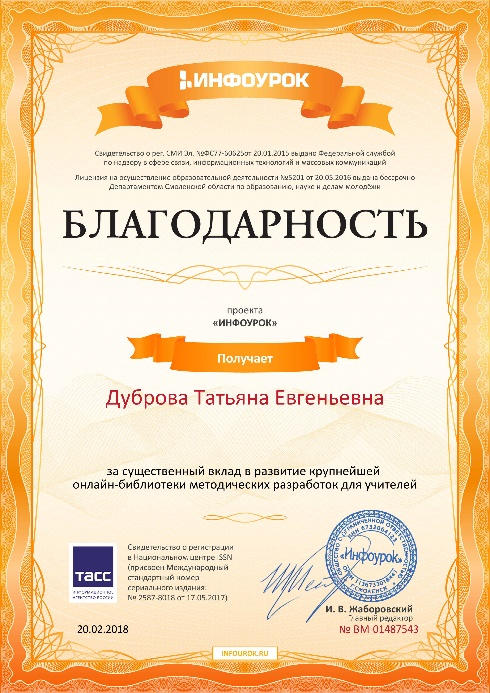 ИНФОУРОК
Свидетельство о рег. СМИ Эл. №ФС77-60625от 20.01.2015 выдано Федеральной службой
по надзору в сфере связи, информационных технологий и массовых коммуникаций
Лицензия на осуществление образовательной деятельности №5201 от 20.05.2016 выдана бессрочно
Департаментом Смоленской области по образованию, науке и делам молодёжи
БЛАГОДАРНОСТЬ
проекта
«ИНФОУРОК»
Получает
Дуброва Татьяна Евгеньевна
за существенный вклад в развитие крупнейшей
онлайн-библиотеки методических разработок для учителей
ТАСС
ИНФОРМАЦИОННОЕ
АГЕНТСТВО РОССИИ
Свидетельство о регистрации
в Национальном центре ISSN
(присвоен Международный
стандартный номер
сериального издания:
№ 2587-8018 от 17.05.2017)
«Инфоурок»
И. В. Жаборовский
Главный редактор
20.02.2018
№ ВМ 01487543
INFOUROK.RU